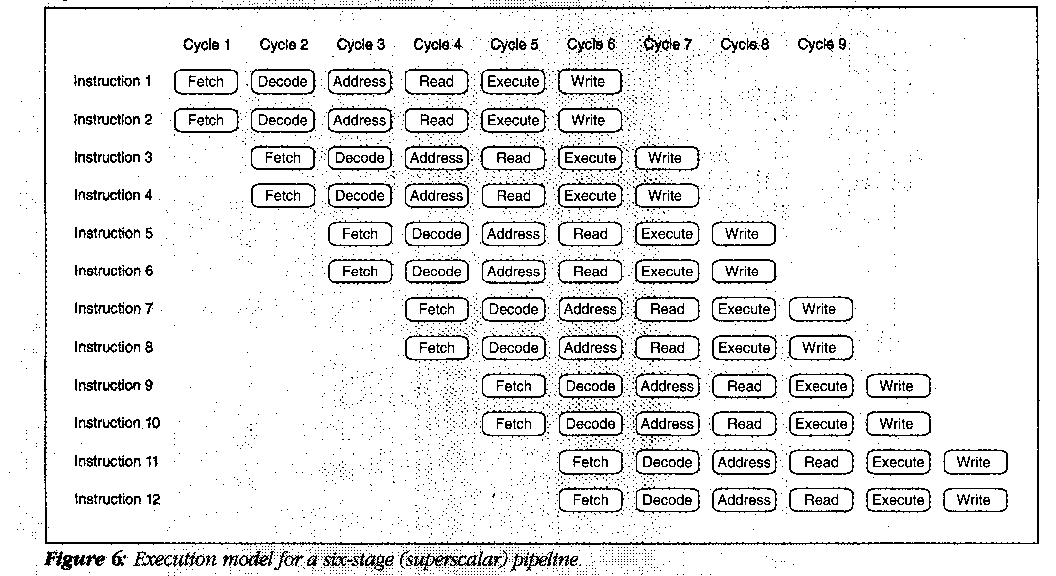 Cycle 1 Cycle 2 Cycle 3 Cycle 4 Cycle 5 Cycle 6 Cycle 7 Cycle 8 Cycle 9
Instruction 1 Fetch Decode Address Read Execute Write
Instruction 2 Fetch Decode Address Read Execute Write
Instruction 3 Fetch Decode Address Read Execute Write
Instruction 4 Fetch Decode Address Read Execute Write
Instruction 5 Fetch Decode Address Read Execute Write
Instruction 6 Fetch Decode Address Read Execute Write
Instruction 7 Fetch Decode Address Read Execute Write
Instruction 8 Fetch Decode Address Read Execute Write
Instruction 9 Fetch Decode Address Read Execute Write
Instruction 10 Fetch Decode Address Read Execute Write
Instruction 11 Fetch Decode Address Read Execute Write
Instruction 12 Fetch Decode Address Read Execute Write
Figure 6: Execution model for a six-stage (superscalar) pipeline.